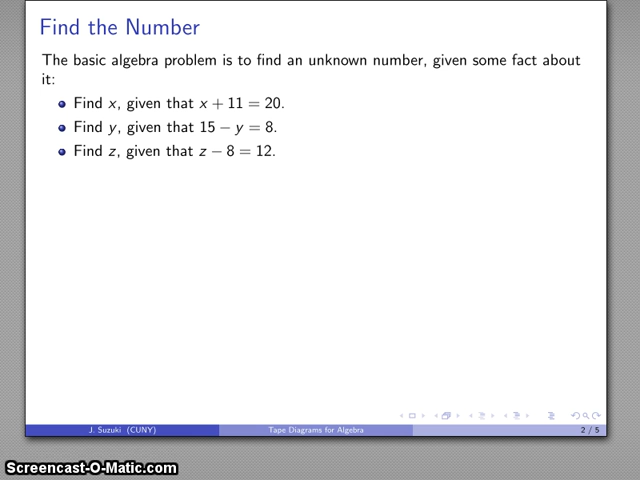 Find the Number
The basic algebra problem is to find an unknown number, given some fact about
it:
Find x, given that x + 11 = 20.
Find y, given that 15 − y = 8.
Find z, given that z − 8 = 12.
J. Suzuki (CUNY) Tape Diagrams for Algebra 2 / 5
Screencast-O-Matic.com